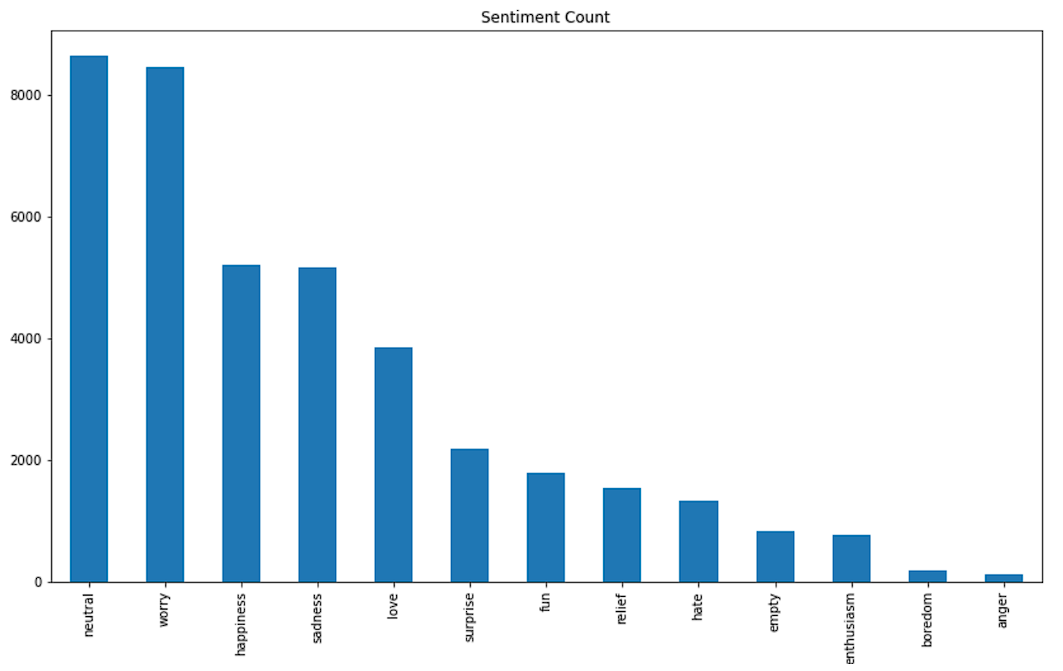 Sentiment Count
8000
6000
4000
2000
0
neutral
worry
happiness
sadness
love
surprise
fun
relief
hate
empty
enthusiasm
boredom
anger